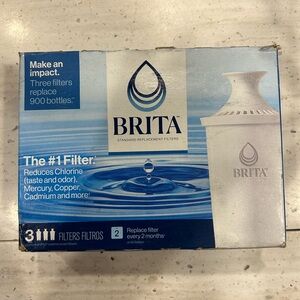 Make an
impact.
Three filters
replace
900 bottles.
BRITA
STANDARD REPLACEMENT FILTERS
The #1 Filter.
Reduces Chlorine
(taste and odor),
Mercury, Copper,
Cadmium and more
BRITA
3 FILTERS FILTROS
2 Replace filter
every 2 months